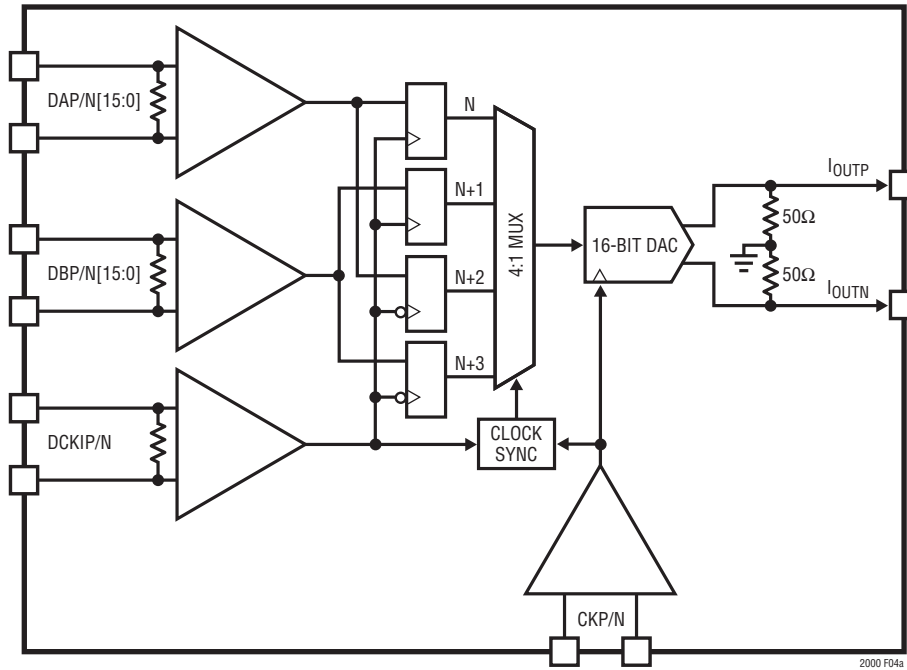 DAP/N[15:0]
DBP/N[15:0]
DCKIP/N
N
N+1
N+2
N+3
4:1 MUX
CLOCK
SYNC
16-BIT DAC
IOUTP
50Ω
50Ω
IOUTN
CKP/N
2000 F04a